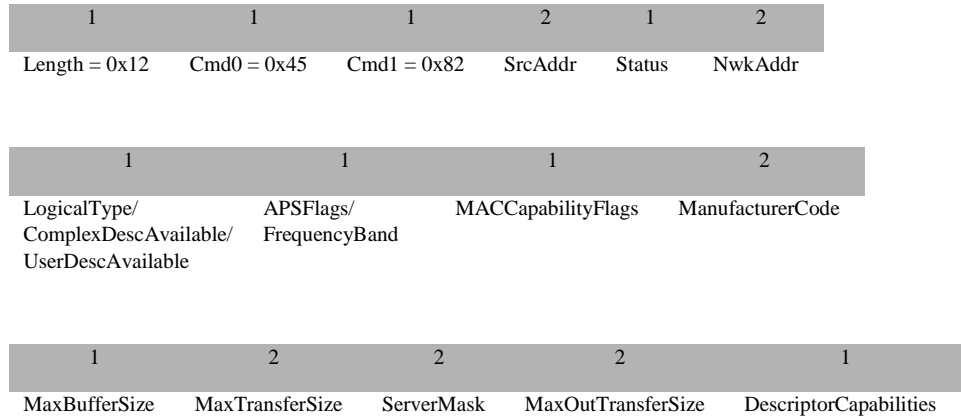 1 1 1 2 1 2
Length = 0x12 Cmd0 = 0x45 Cmd1 = 0x82 SrcAddr Status NwkAddr
1 1 1 2
LogicalType/ APSFlags/ MACCapabilityFlags ManufacturerCode
ComplexDescAvailable/ FrequencyBand
UserDescAvailable
1 2 2 2 1
MaxBufferSize MaxTransferSize ServerMask MaxOutTransferSize DescriptorCapabilities